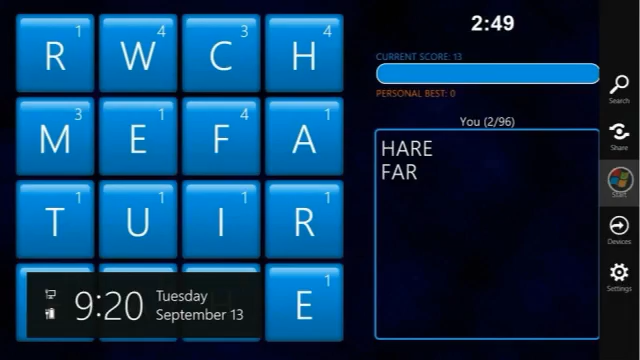 1 4 3 4
R W C H
3 1 4 1
M E F A
1 1 1 1
T U I R
1
E
9:20 Tuesday
September 13
2:49
CURRENT SCORE: 13
PERSONAL BEST: 0
You (2/96)
HARE
FAR
Search
Share
Start
Devices
Settings